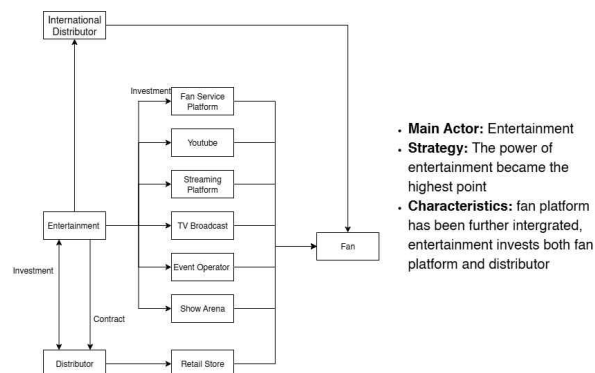 International
Distributor
Investment
Fan Service
Platform
Youtube
Streaming
Platform
Entertainment
TV Broadcast
Fan
Event Operator
Investment
Show Arena
Contract
Distributor
Retail Store
• Main Actor: Entertainment
• Strategy: The power of
entertainment became the
highest point
• Characteristics: fan platform
has been further intergrated,
entertainment invests both fan
platform and distributor